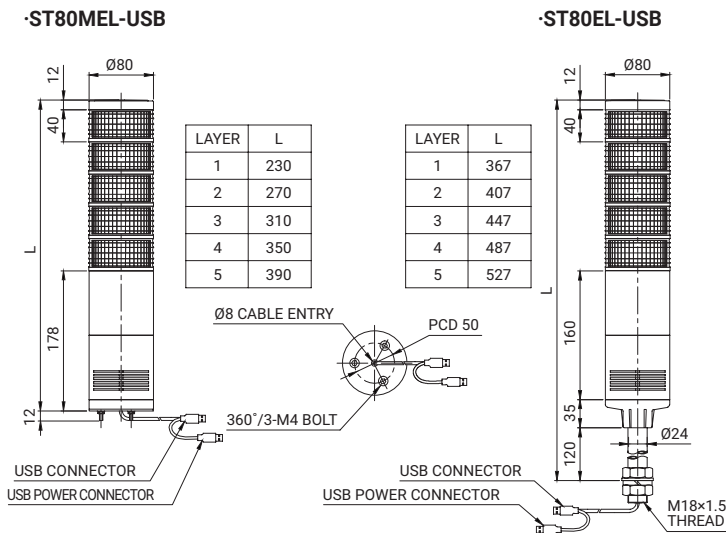 ·ST80MEL-USB
Ø80
12
40
L
178
12
USB CONNECTOR
USB POWER CONNECTOR
LAYER L
1 230
2 270
3 310
4 350
5 390
Ø8 CABLE ENTRY
PCD 50
360°/3-M4 BOLT
·ST80EL-USB
LAYER L
1 367
2 407
3 447
4 487
5 527
Ø80
12
40
L
160
35
120
Ø24
USB CONNECTOR
USB POWER CONNECTOR
M18×1.5
THREAD